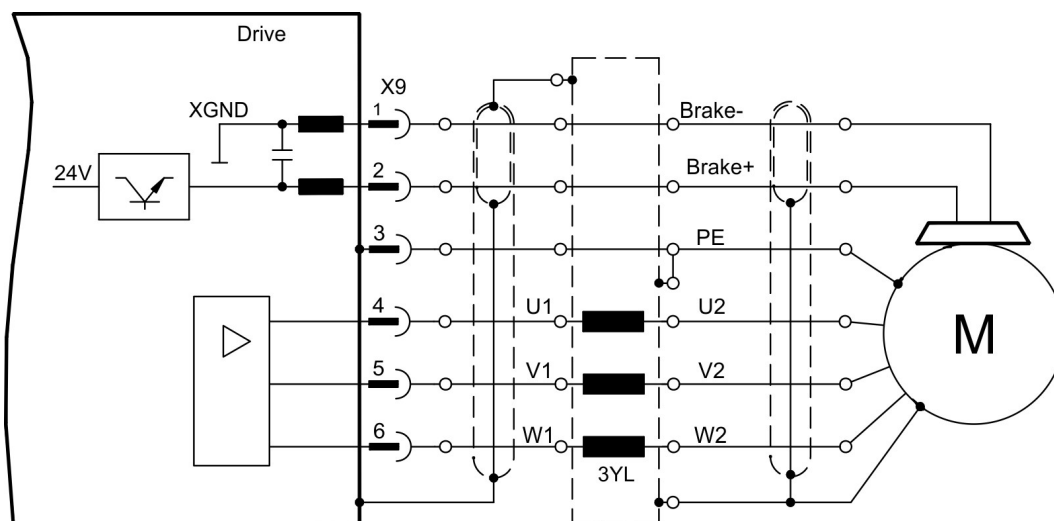 Drive
X9
XGND
1
Brake-
24V
2
Brake+
3
PE
4
U1
U2
5
V1
V2
M
6
W1
W2
3YL